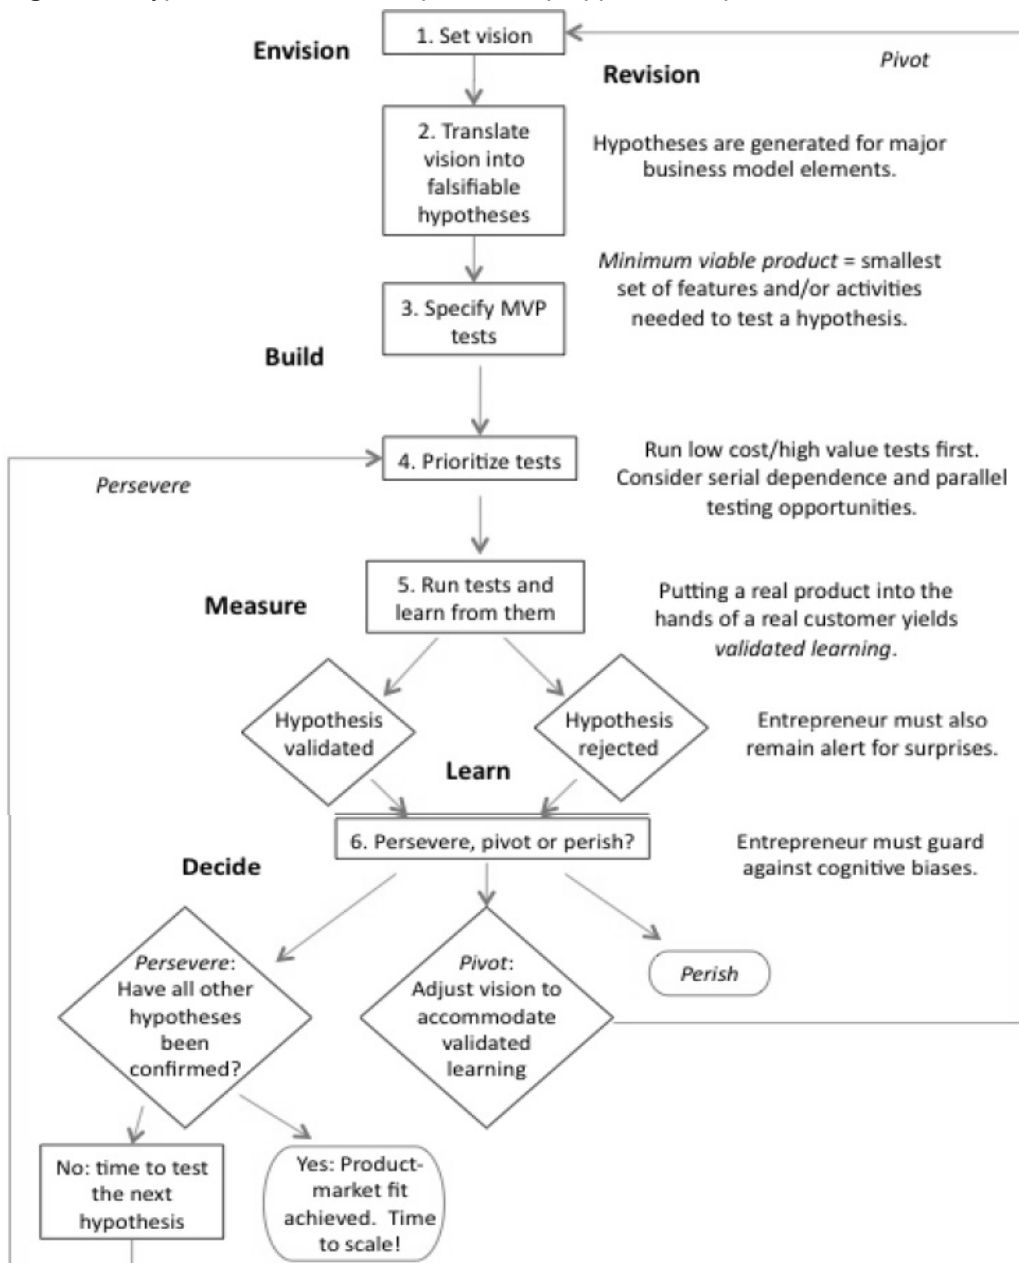 1. Set vision
Envision
Pivot
Revision
2. Translate
vision into
falsifiable
hypotheses
Hypotheses are generated for major
business model elements.
Minimum viable product = smallest
set of features and/or activities
needed to test a hypothesis.
3. Specify MVP
tests
Build
4. Prioritize tests
Persevere
Run low cost/high value tests first.
Consider serial dependence and parallel
testing opportunities.
5. Run tests and
learn from them
Measure
Putting a real product into the
hands of a real customer yields
validated learning.
Hypothesis
validated
Hypothesis
rejected
Entrepreneur must also
remain alert for surprises.
Learn
6. Persevere, pivot or perish?
Entrepreneur must guard
against cognitive biases.
Decide
Persevere:
Have all other
hypotheses
been
confirmed?
Pivot:
Adjust vision to
accommodate
validated
learning
Perish
No: time to test
the next
hypothesis
Yes: Product-
market fit
achieved. Time
to scale!